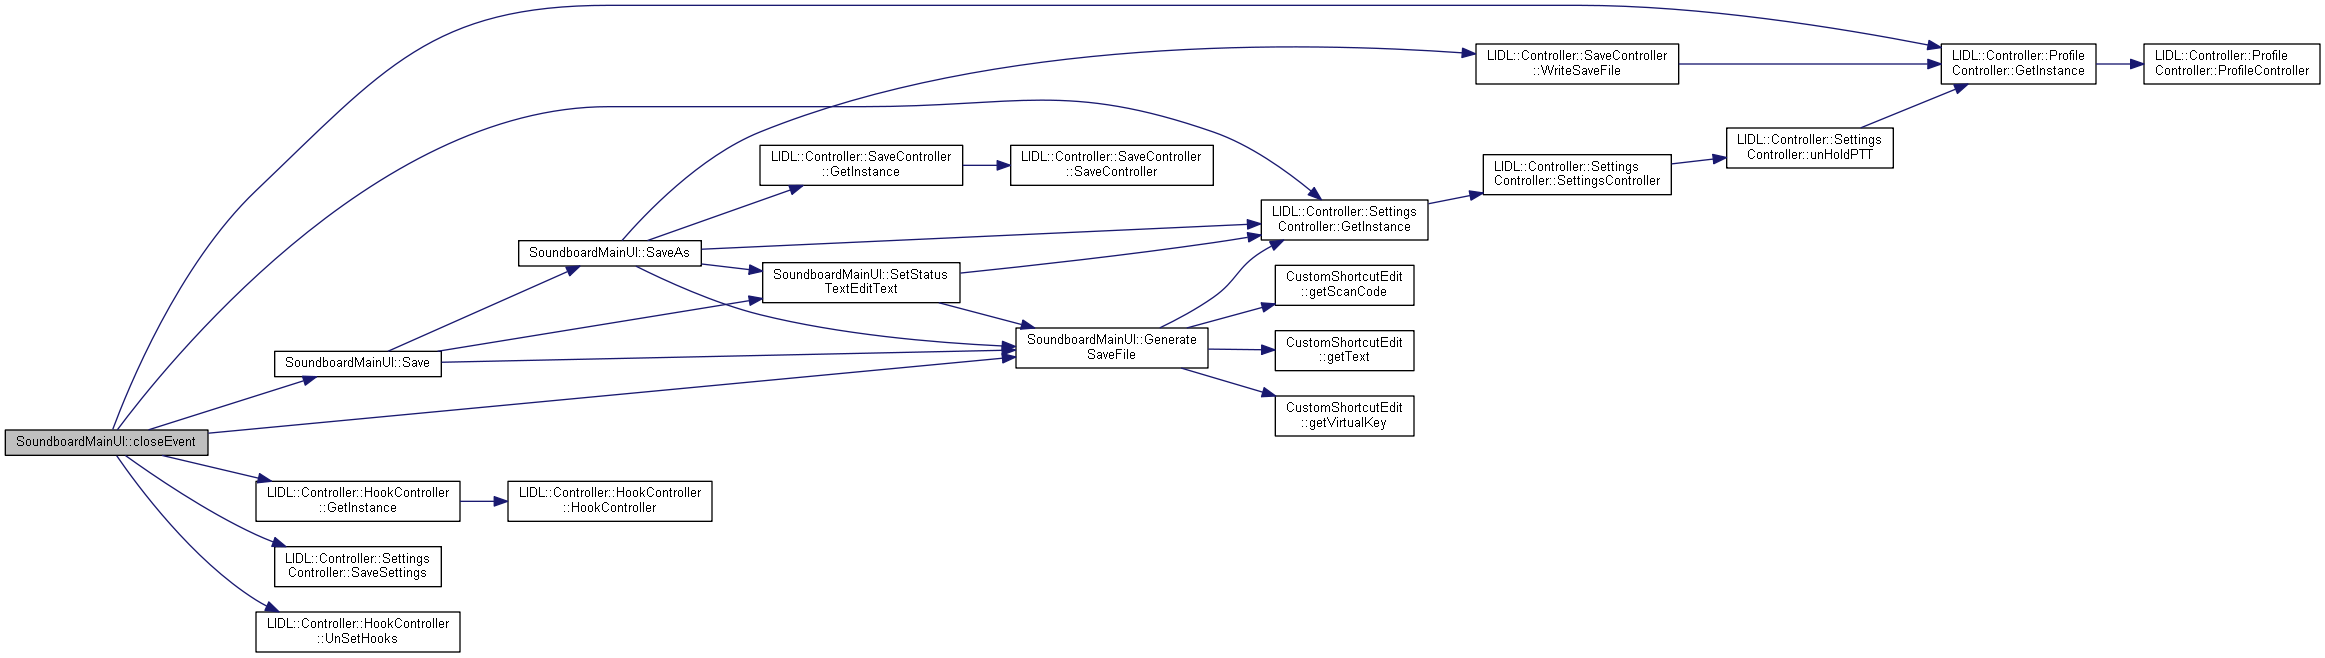 LIDL::Controller::SaveController
::WriteSaveFile
LIDL::Controller::Profile
Controller::GetInstance
LIDL::Controller::Profile
Controller::ProfileController
LIDL::Controller::Settings
Controller::unHoldPTT
LIDL::Controller::SaveController
::GetInstance
LIDL::Controller::SaveController
::SaveController
LIDL::Controller::Settings
Controller::SettingsController
LIDL::Controller::Settings
Controller::GetInstance
SoundboardMainUI::SaveAs
SoundboardMainUI::SetStatus
TextEditText
CustomShortcutEdit
::getScanCode
SoundboardMainUI::Generate
SaveFile
CustomShortcutEdit
::getText
SoundboardMainUI::Save
CustomShortcutEdit
::getVirtualKey
SoundboardMainUI::closeEvent
LIDL::Controller::HookController
::GetInstance
LIDL::Controller::HookController
::HookController
LIDL::Controller::Settings
Controller::SaveSettings
LIDL::Controller::HookController
::UnSetHooks